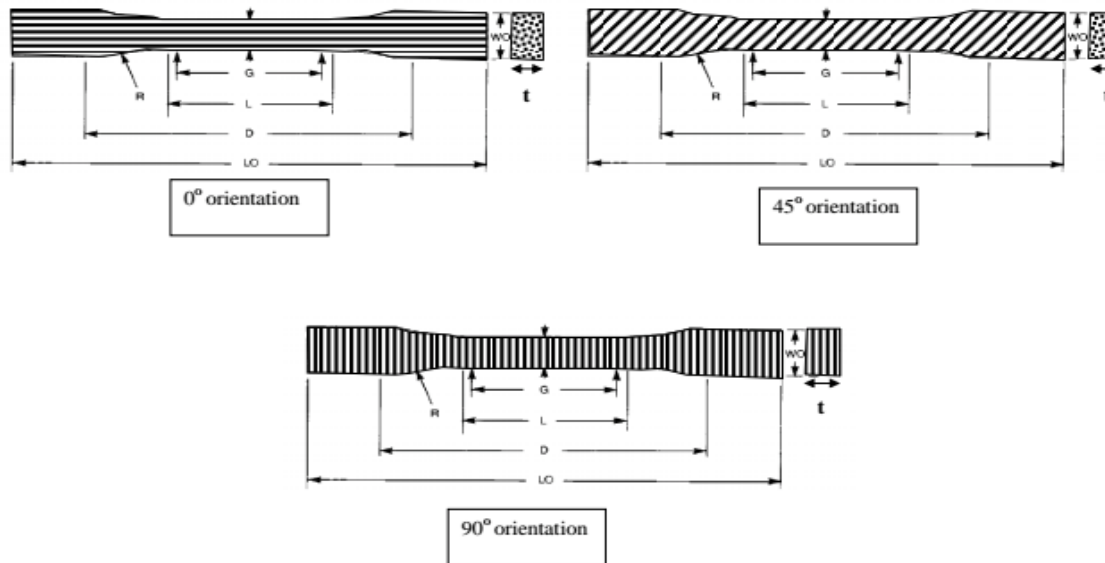 WO
G
t
R
L
D
LO
0° orientation
WO
G
t
R
L
D
LO
45° orientation
WO
G
t
R
L
D
LO
90° orientation